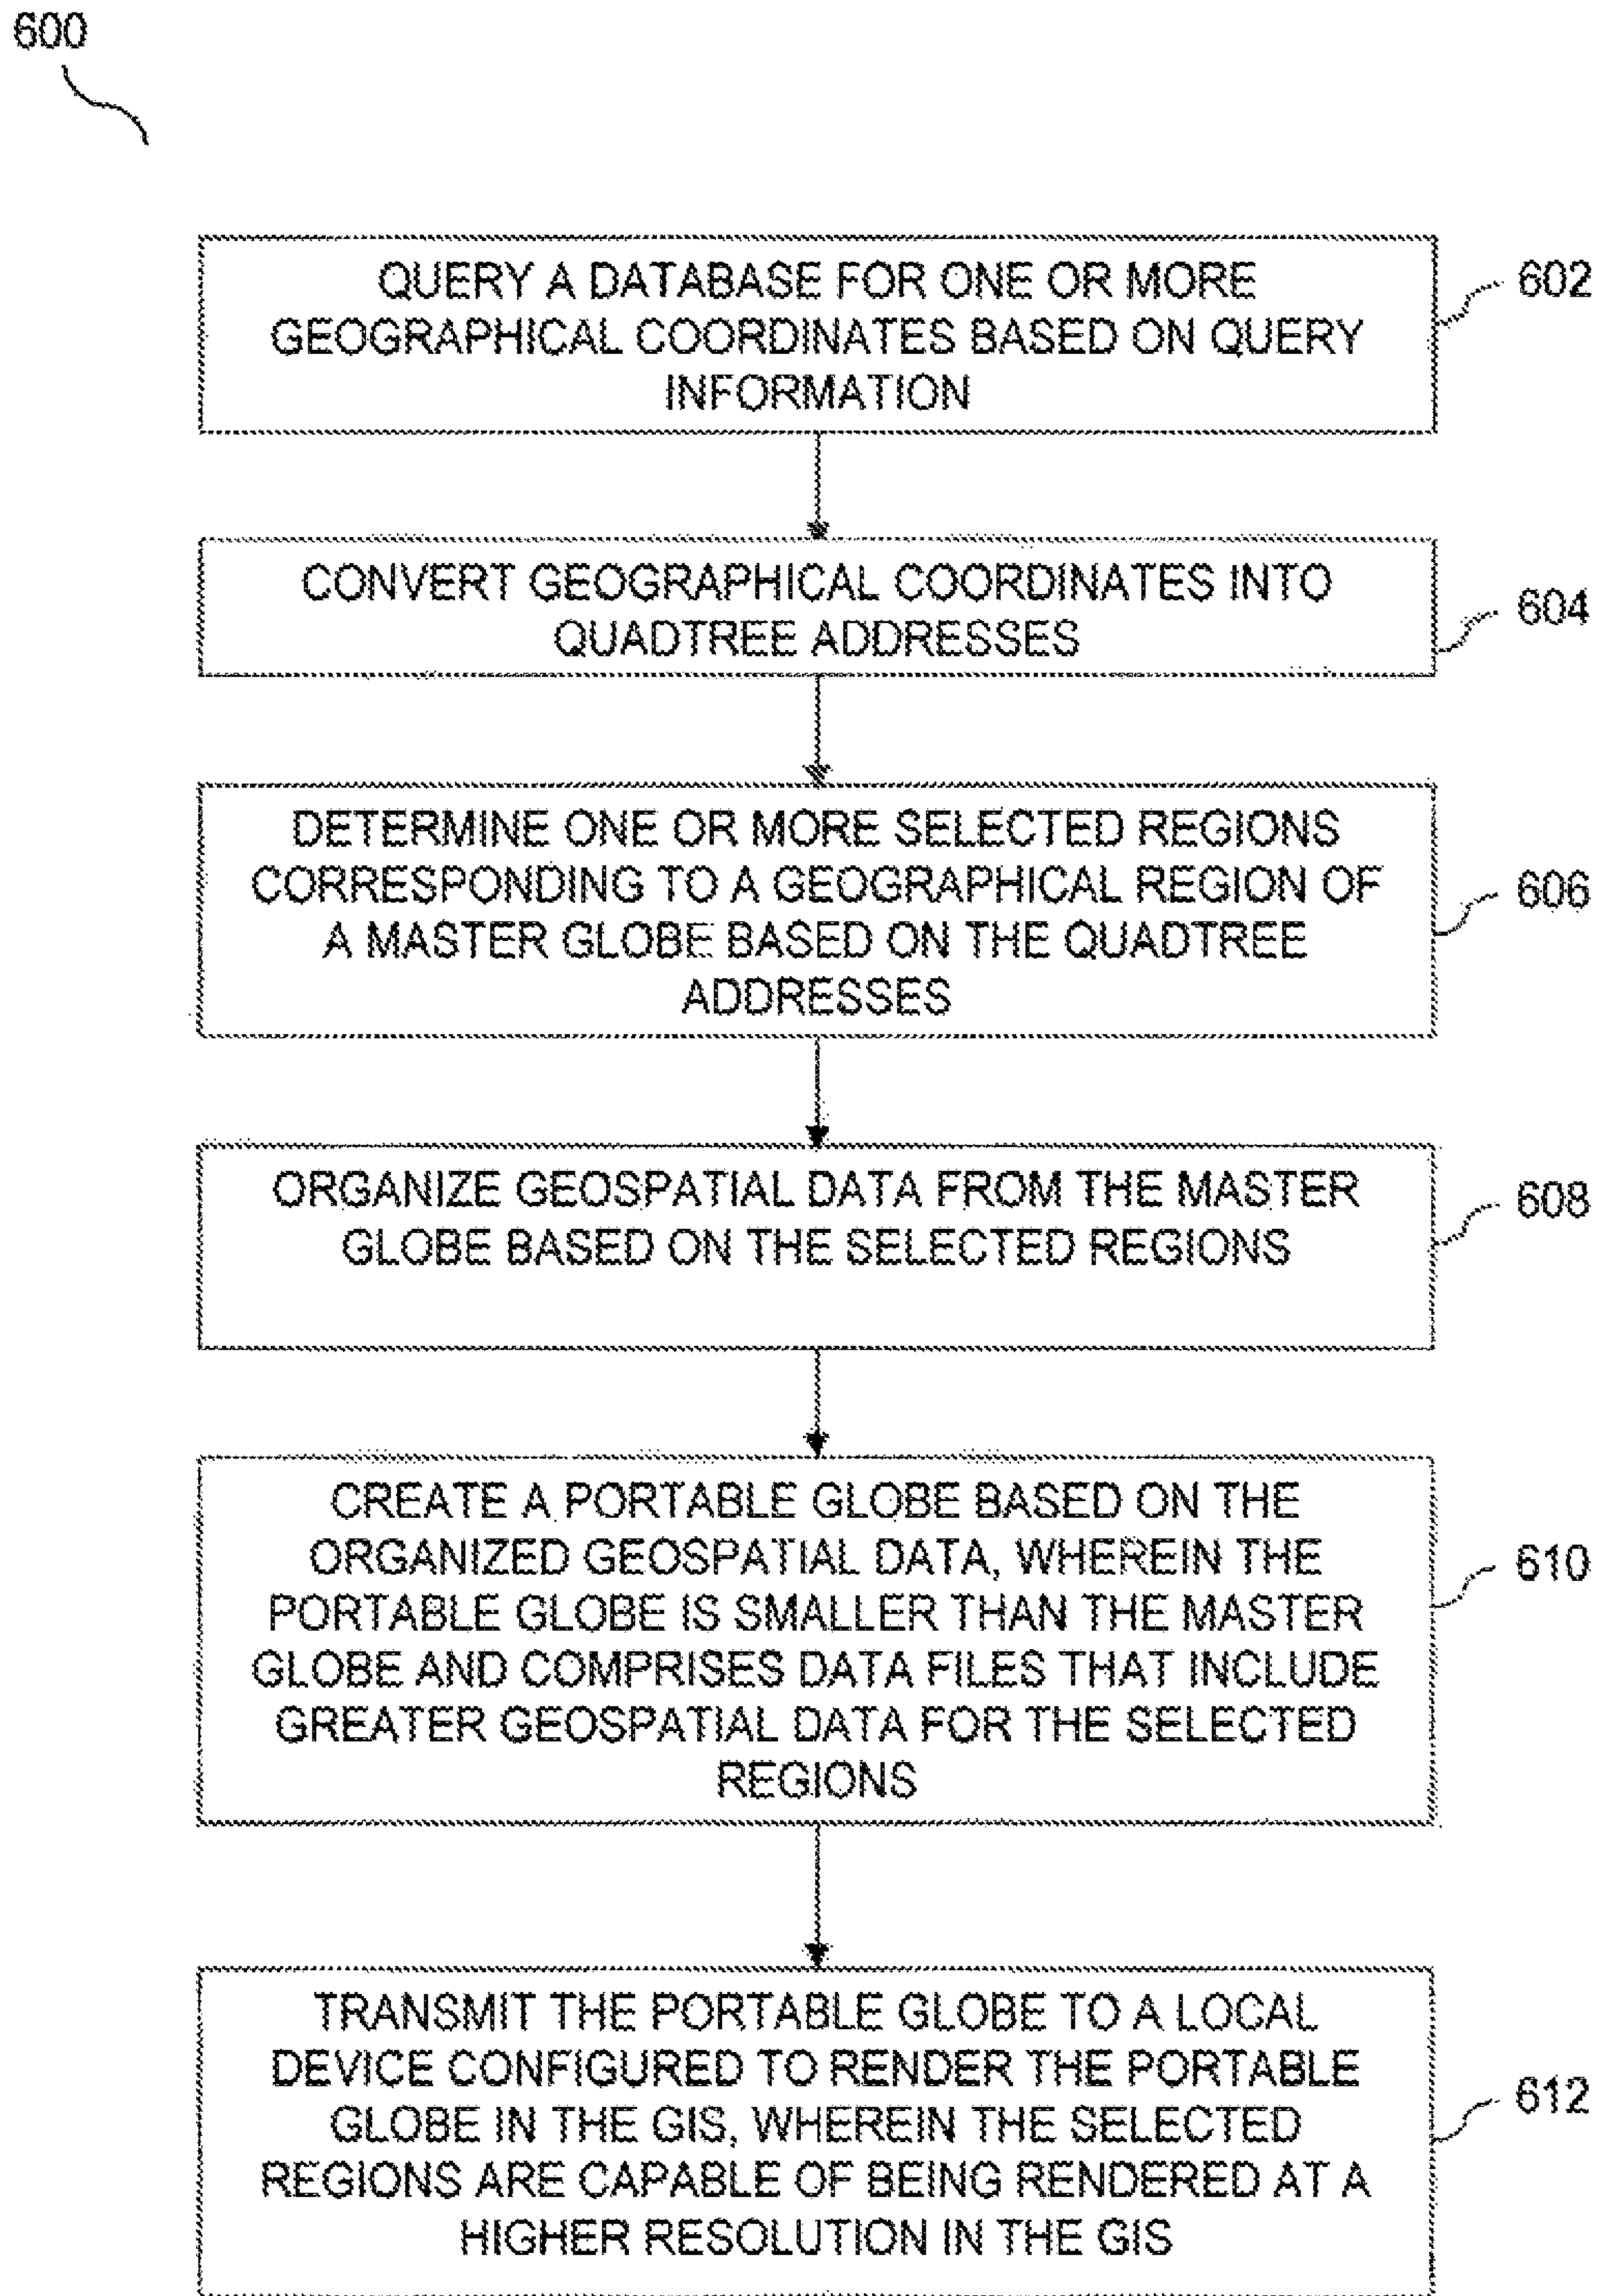 600
QUERY A DATABASE FOR ONE OR MORE
GEOGRAPHICAL COORDINATES BASED ON QUERY
INFORMATION
602
CONVERT GEOGRAPHICAL COORDINATES INTO
QUADTREE ADDRESSES
604
DETERMINE ONE OR MORE SELECTED REGIONS
CORRESPONDING TO A GEOGRAPHICAL REGION OF
A MASTER GLOBE BASED ON THE QUADTREE
ADDRESSES
606
ORGANIZE GEOSPATIAL DATA FROM THE MASTER
GLOBE BASED ON THE SELECTED REGIONS
608
CREATE A PORTABLE GLOBE BASED ON THE
ORGANIZED GEOSPATIAL DATA, WHEREIN THE
PORTABLE GLOBE IS SMALLER THAN THE MASTER
GLOBE AND COMPRISES DATA FILES THAT INCLUDE
GREATER GEOSPATIAL DATA FOR THE SELECTED
REGIONS
610
TRANSMIT THE PORTABLE GLOBE TO A LOCAL
DEVICE CONFIGURED TO RENDER THE PORTABLE
GLOBE IN THE GIS, WHEREIN THE SELECTED
REGIONS ARE CAPABLE OF BEING RENDERED AT A
HIGHER RESOLUTION IN THE GIS
612